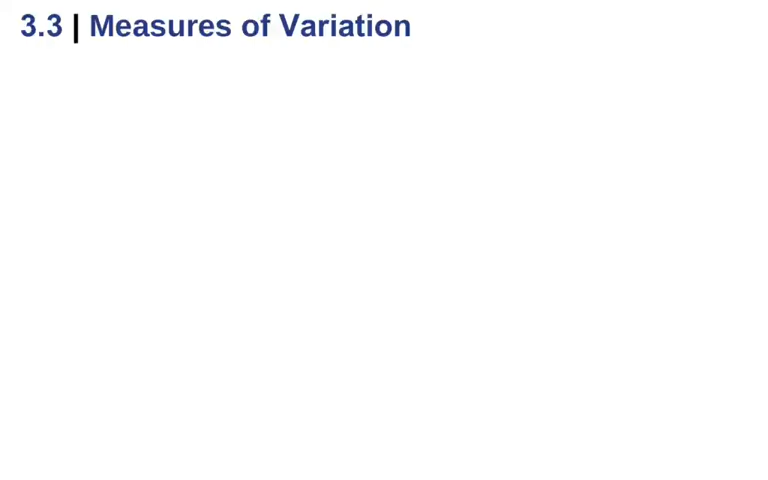 3.3 | Measures of Variation